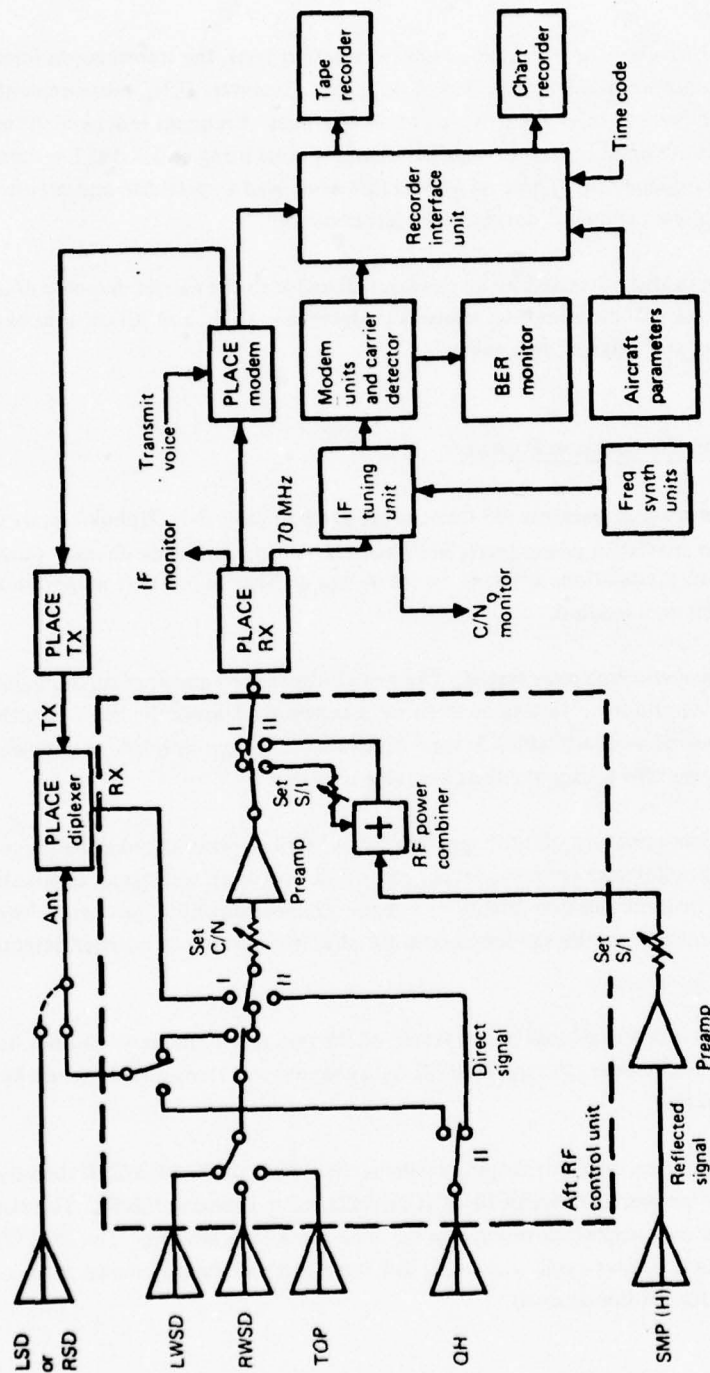 LSD
or
RSD
LWSD
RWSD
TOP
QH
SMP (H)
Ant
PLACE
diplexer
TX
RX
PLACE
TX
Set
C/N
Preamp
I
II
I
II
Set
S/I
+
RF power
combiner
Direct
signal
II
Aft RF
control unit
Reflected
signal
Preamp
Set
S/I
IF
monitor
PLACE
RX
70 MHz
Transmit
voice
PLACE
modem
C/No
monitor
IF
tuning
unit
Freq
synth
units
Modem
units
and carrier
detector
BER
monitor
Aircraft
parameters
Recorder
interface
unit
Time code
Tape
recorder
Chart
recorder